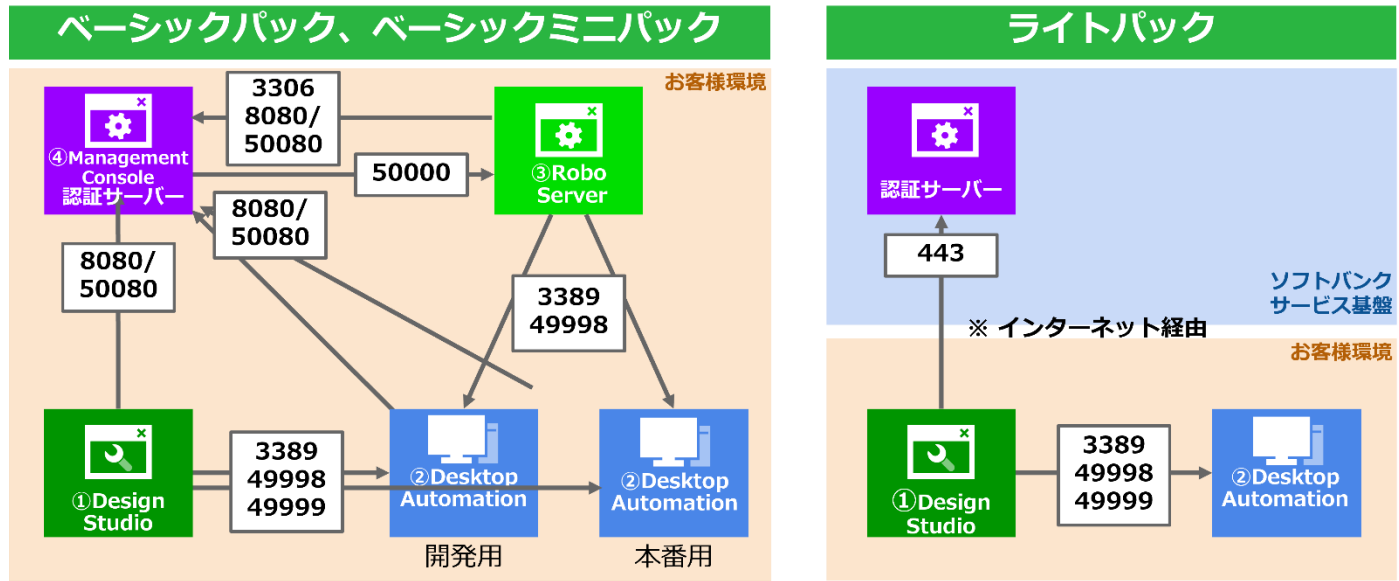 ベーシックパック、ベーシックミニパック
お客様環境
3306
8080/
50080
④Management
Console
認証サーバー
50000
③Robo
Server
8080/
50080
8080/
50080
3389
49998
3389
49998
49999
①Design
Studio
②Desktop
Automation
開発用
②Desktop
Automation
本番用
ライトパック
認証サーバー
443
ソフトバンク
サービス基盤
※ インターネット経由
お客様環境
3389
49998
49999
①Design
Studio
②Desktop
Automation